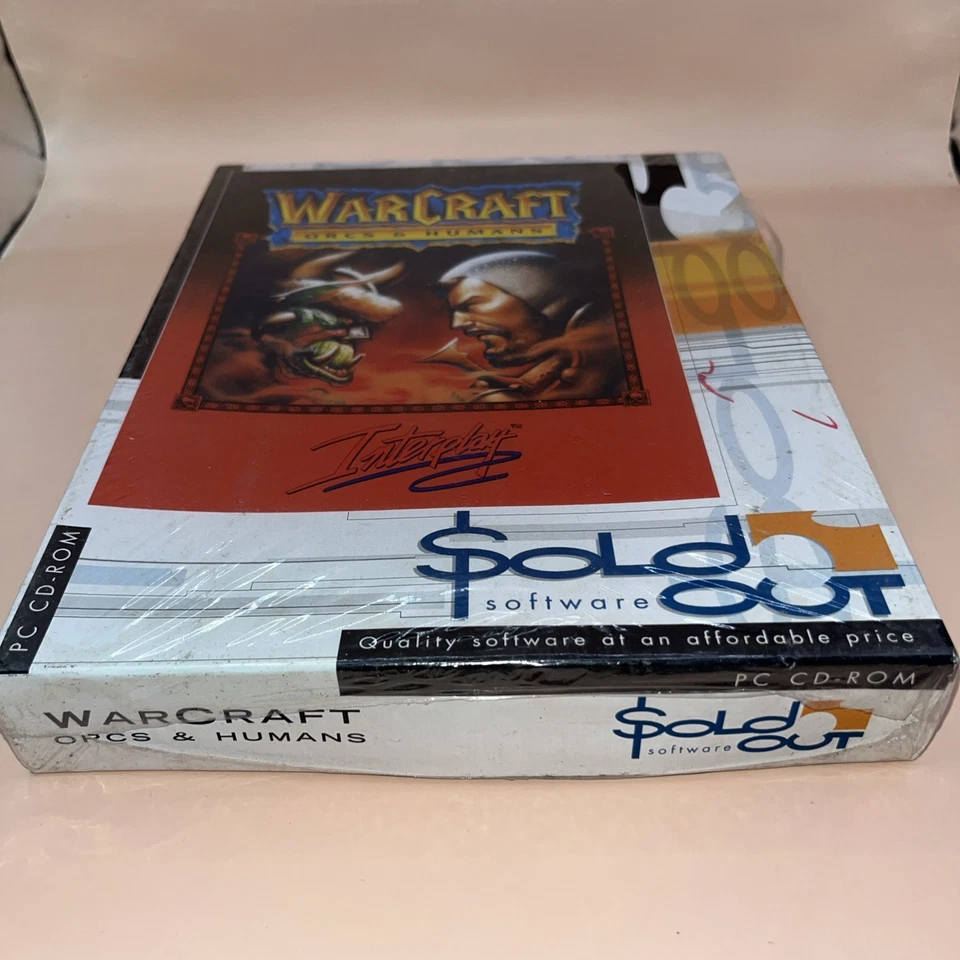 WARCRAFT
ORCS & HUMANS
Interplay™
PC CD-ROM
$OLD
OUT
software
Quality software at an affordable price
PC CD-ROM
WARCRAFT
ORCS & HUMANS
$OLD
OUT
software